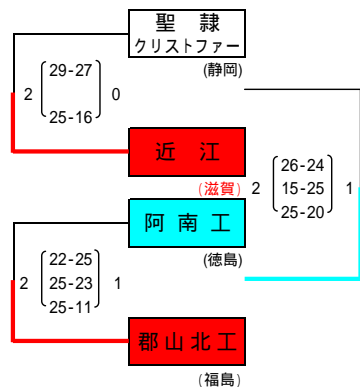 聖 隷
クリストファー
(静岡)
29-27
2 0
25-16
近 江
(滋賀)
26-24
2 15-25 1
25-20
阿 南 工
(徳島)
22-25
2 25-23 1
25-11
郡 山 北 工
(福島)